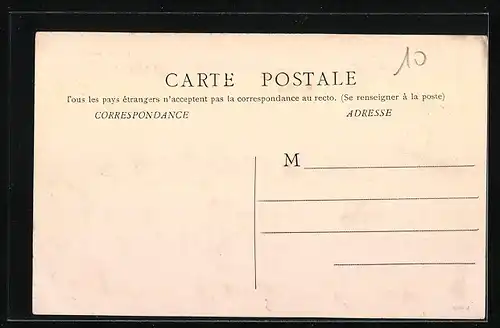 10
CARTE POSTALE
Tous les pays étrangers n'acceptent pas la correspondance au recto. (Se renseigner à la poste)
CORRESPONDANCE
ADRESSE
M